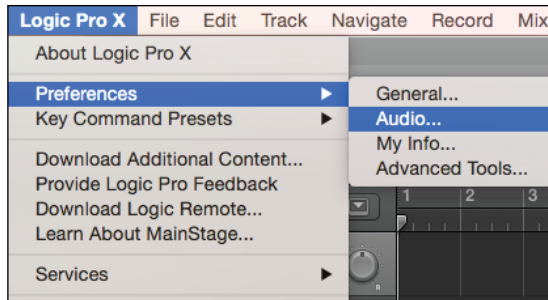 Logic Pro X File Edit Track Navigate Record Mix
About Logic Pro X
Preferences
Key Command Presets
Download Additional Content...
Provide Logic Pro Feedback
Download Logic Remote...
Learn About MainStage...
Services
General...
Audio...
My Info...
Advanced Tools...
1 2 3
R